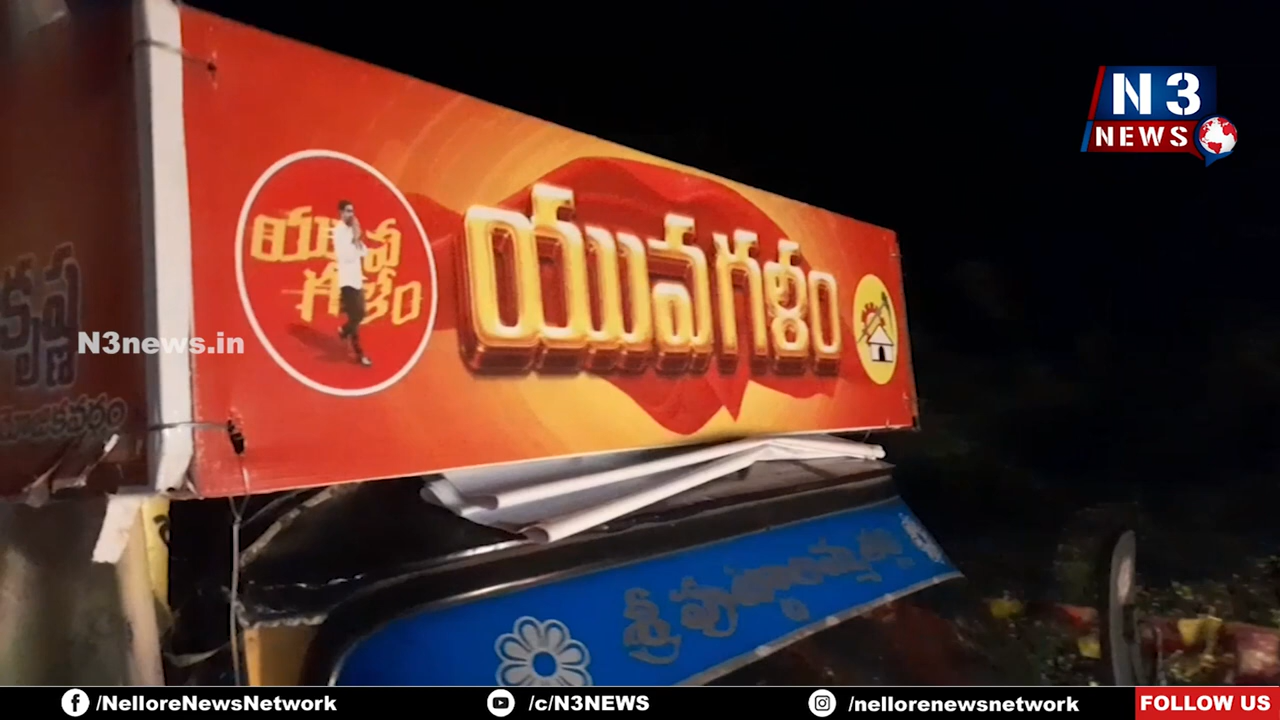 N3
NEWS
యువగళం
యువ
గళం
కృష్ణ
N3news.in
శ్రీ
/NelloreNewsNetwork
/c/N3NEWS
/nellorenewsnetwork
FOLLOW US